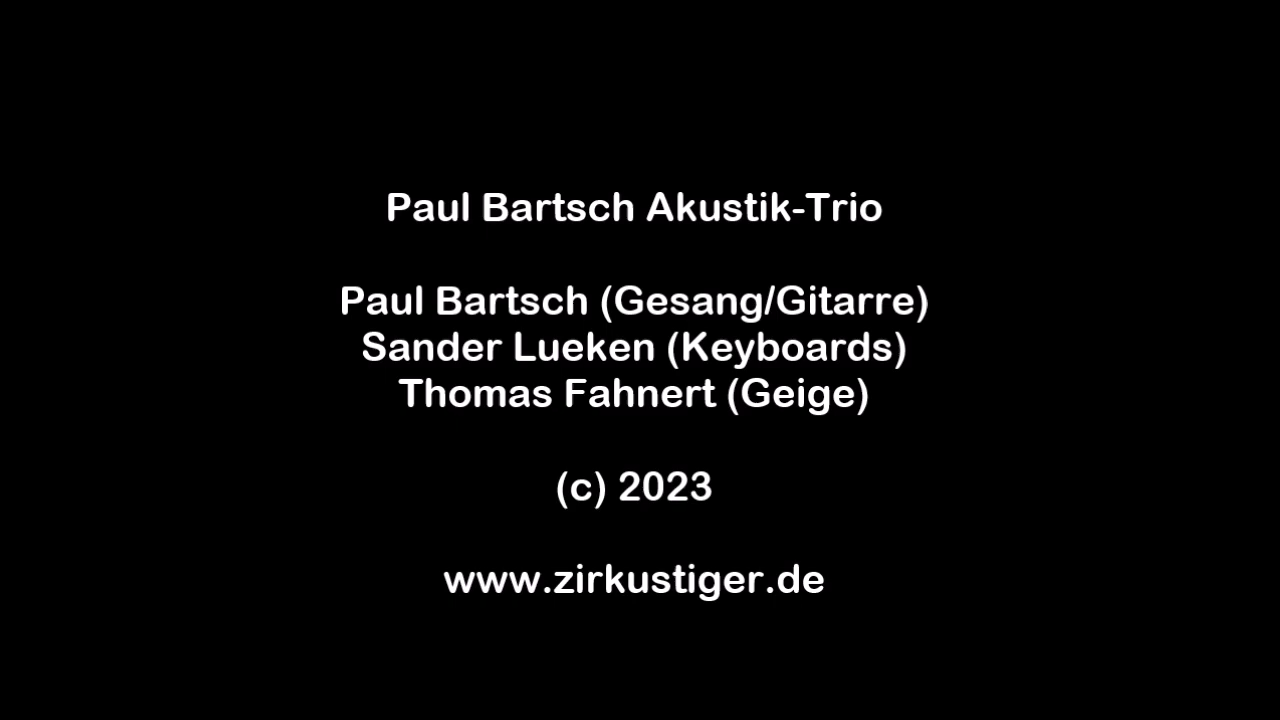 Paul Bartsch Akustik-Trio
Paul Bartsch (Gesang/Gitarre)
Sander Lueken (Keyboards)
Thomas Fahnert (Geige)
(c) 2023
www.zirkustiger.de